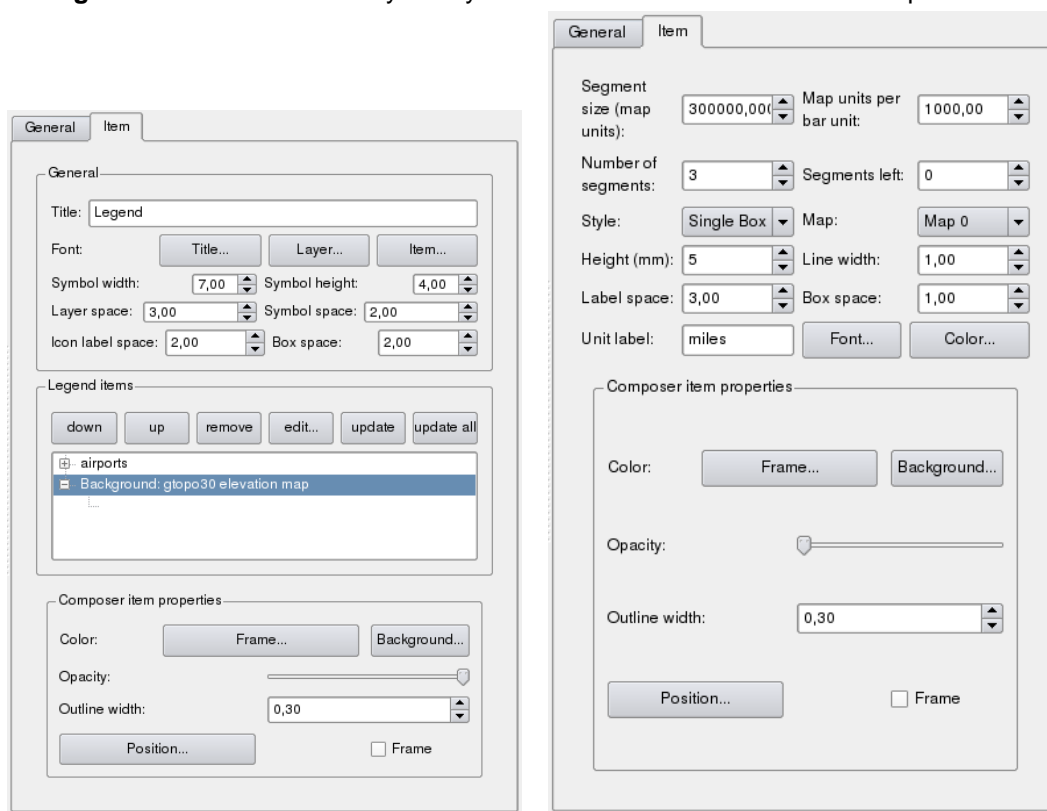 General Item
General
Title: Legend
Font: Title... Layer... Item...
Symbol width: 7,00 Symbol height: 4,00
Layer space: 3,00 Symbol space: 2,00
Icon label space: 2,00 Box space: 2,00
Legend items
down up remove edit... update update all
airports
Background: gtopo30 elevation map
Composer item properties
Color: Frame... Background...
Opacity:
Outline width: 0,30
Position... Frame
General Item
Segment
size (map
units): 300000,00 Map units per
bar unit: 1000,00
Number of
segments: 3 Segments left: 0
Style: Single Box Map: Map 0
Height (mm): 5 Line width: 1,00
Label space: 3,00 Box space: 1,00
Unit label: miles Font... Color...
Composer item properties
Color: Frame... Background...
Opacity:
Outline width: 0,30
Position... Frame